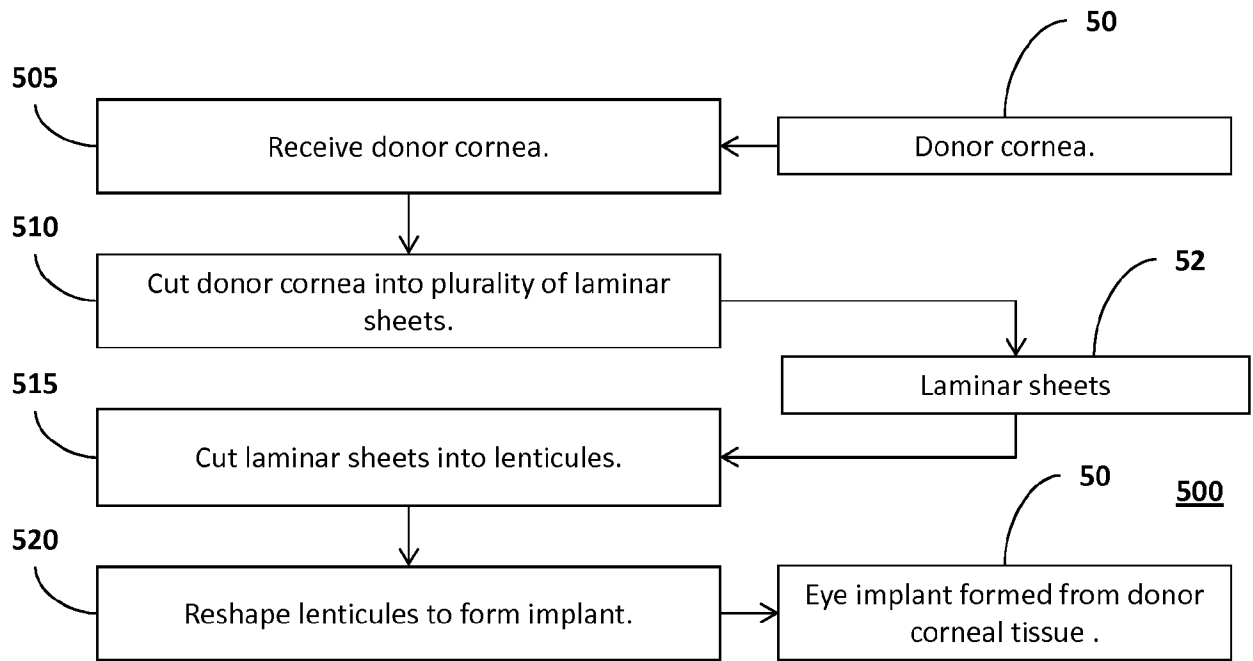 50
505
Receive donor cornea.
Donor cornea.
510
Cut donor cornea into plurality of laminar
sheets.
52
Laminar sheets
515
Cut laminar sheets into lenticules.
50
500
520
Reshape lenticules to form implant.
Eye implant formed from donor
corneal tissue .